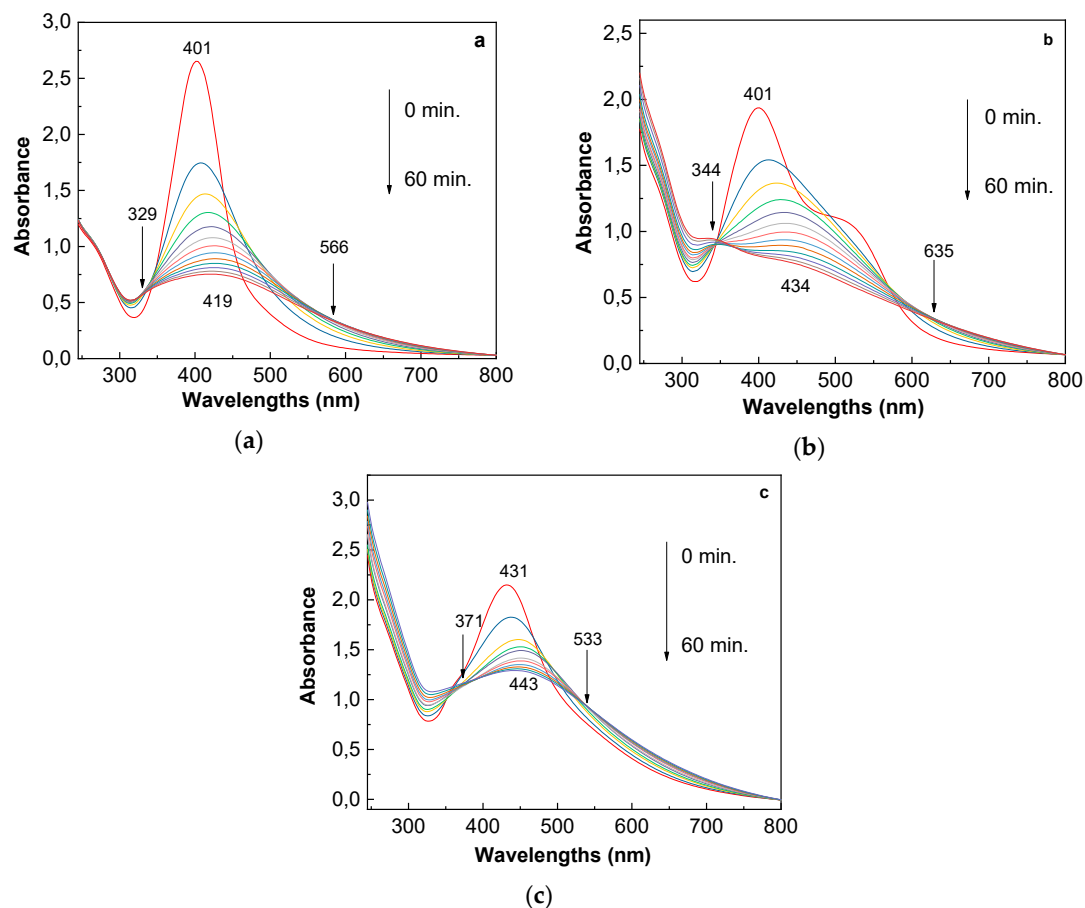 3,0
2,5
2,0
1,5
1,0
0,5
0,0
Absorbance
401
329
566
419
0 min.
60 min.
a
300 400 500 600 700 800
Wavelengths (nm)
(a)
2,5
2,0
1,5
1,0
0,5
0,0
Absorbance
401
344
635
434
0 min.
60 min.
b
300 400 500 600 700 800
Wavelengths (nm)
(b)
3,0
2,5
2,0
1,5
1,0
0,5
0,0
Absorbance
431
371
533
443
0 min.
60 min.
c
300 400 500 600 700 800
Wavelengths (nm)
(c)